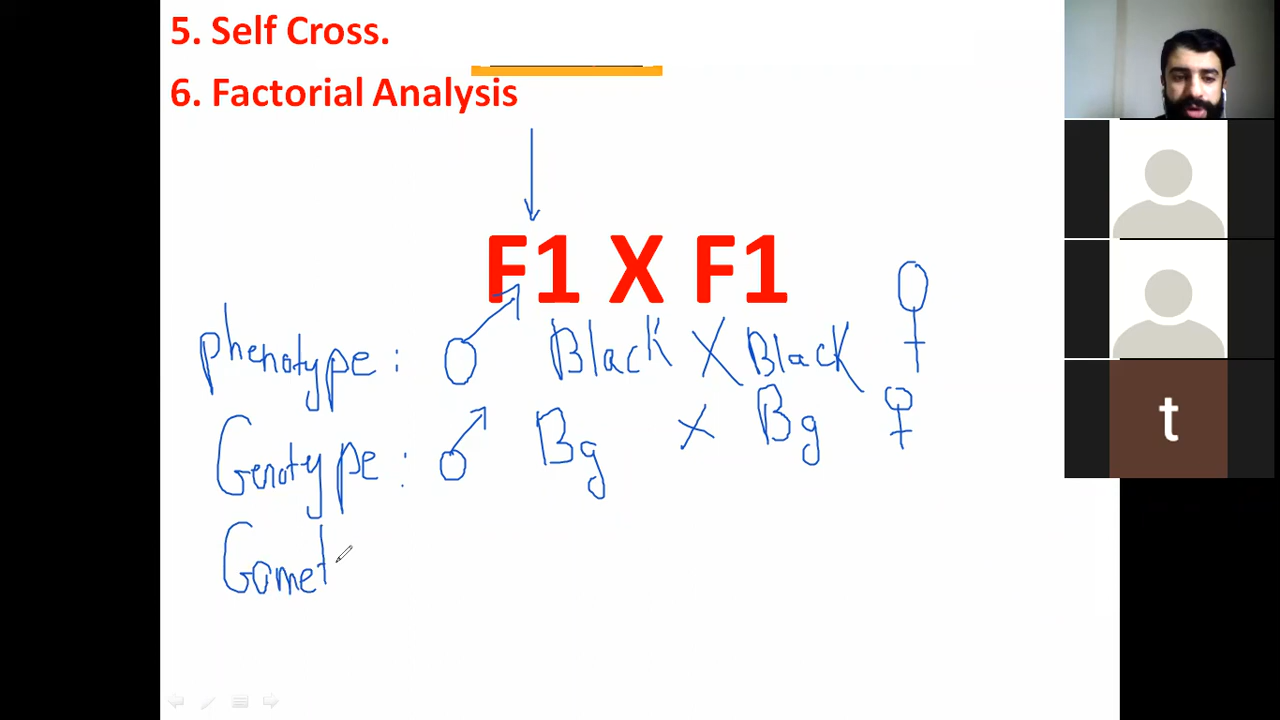 5. Self Cross.
6. Factorial Analysis
F1 X F1
phenotype: ♂ Black X Black ♀
Genotype: ♂ Bg x Bg ♀
Gamet
t